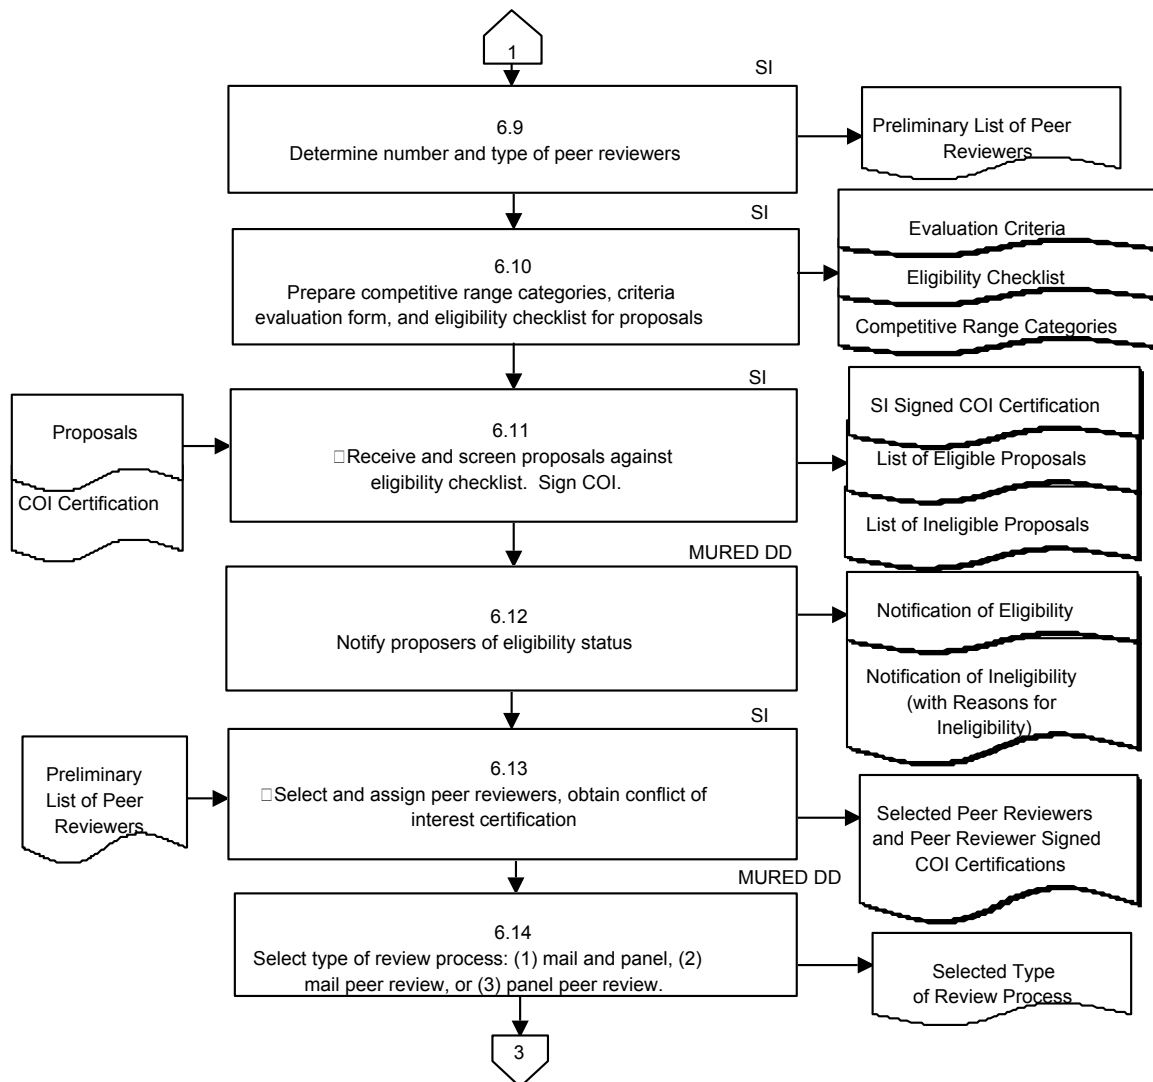 1
SI
6.9
Determine number and type of peer reviewers
Preliminary List of Peer
Reviewers
SI
6.10
Prepare competitive range categories, criteria
evaluation form, and eligibility checklist for proposals
Evaluation Criteria
Eligibility Checklist
Competitive Range Categories
SI
Proposals
COI Certification
6.11
□Receive and screen proposals against
eligibility checklist. Sign COI.
SI Signed COI Certification
List of Eligible Proposals
List of Ineligible Proposals
MURED DD
6.12
Notify proposers of eligibility status
Notification of Eligibility
Notification of Ineligibility
(with Reasons for
Ineligibility)
SI
Preliminary
List of Peer
Reviewers
6.13
□Select and assign peer reviewers, obtain conflict of
interest certification
Selected Peer Reviewers
and Peer Reviewer Signed
COI Certifications
MURED DD
6.14
Select type of review process: (1) mail and panel, (2)
mail peer review, or (3) panel peer review.
Selected Type
of Review Process
3